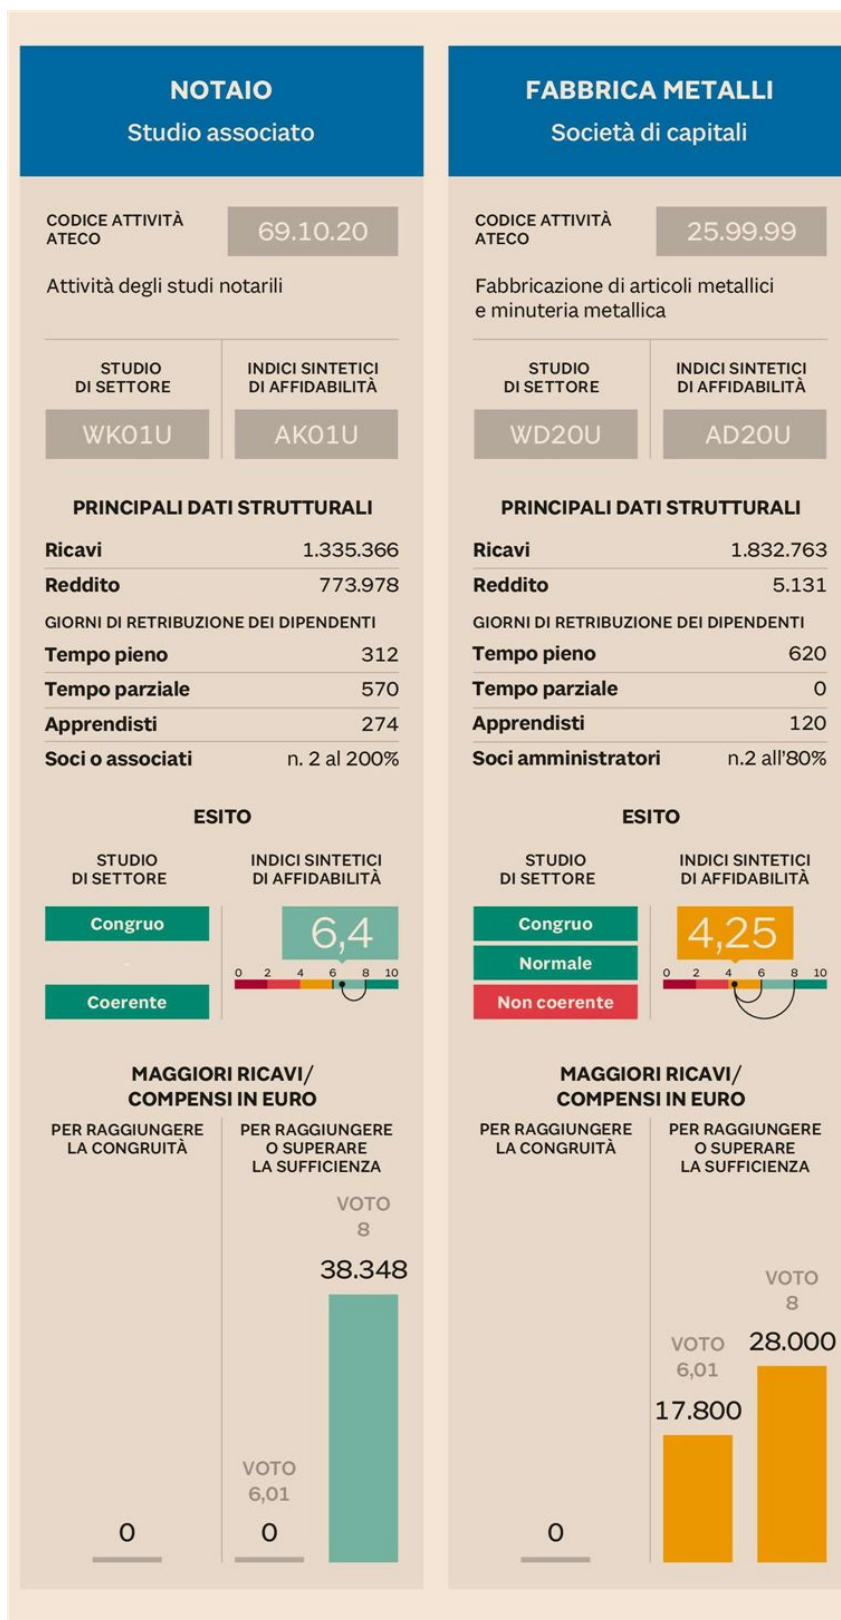 NOTAIO
Studio associato
CODICE ATTIVITÀ
ATECO
69.10.20
Attività degli studi notarili
STUDIO
DI SETTORE
INDICI SINTETICI
DI AFFIDABILITÀ
WK01U
AK01U
PRINCIPALI DATI STRUTTURALI
Ricavi 1.335.366
Reddito 773.978
GIORNI DI RETRIBUZIONE DEI DIPENDENTI
Tempo pieno 312
Tempo parziale 570
Apprendisti 274
Soci o associati n. 2 al 200%
ESITO
STUDIO
DI SETTORE
INDICI SINTETICI
DI AFFIDABILITÀ
Congruo
Coerente
6,4
0 2 4 6 8 10
MAGGIORI RICAVI/
COMPENSI IN EURO
PER RAGGIUNGERE
LA CONGRUITÀ
PER RAGGIUNGERE
O SUPERARE
LA SUFFICIENZA
VOTO
8
38.348
VOTO
6,01
0
0
FABBRICA METALLI
Società di capitali
CODICE ATTIVITÀ
ATECO
25.99.99
Fabbricazione di articoli metallici
e minuteria metallica
STUDIO
DI SETTORE
INDICI SINTETICI
DI AFFIDABILITÀ
WD20U
AD20U
PRINCIPALI DATI STRUTTURALI
Ricavi 1.832.763
Reddito 5.131
GIORNI DI RETRIBUZIONE DEI DIPENDENTI
Tempo pieno 620
Tempo parziale 0
Apprendisti 120
Soci amministratori n.2 all'80%
ESITO
STUDIO
DI SETTORE
INDICI SINTETICI
DI AFFIDABILITÀ
Congruo
Normale
Non coerente
4,25
0 2 4 6 8 10
MAGGIORI RICAVI/
COMPENSI IN EURO
PER RAGGIUNGERE
LA CONGRUITÀ
PER RAGGIUNGERE
O SUPERARE
LA SUFFICIENZA
VOTO
8
28.000
VOTO
6,01
17.800
0